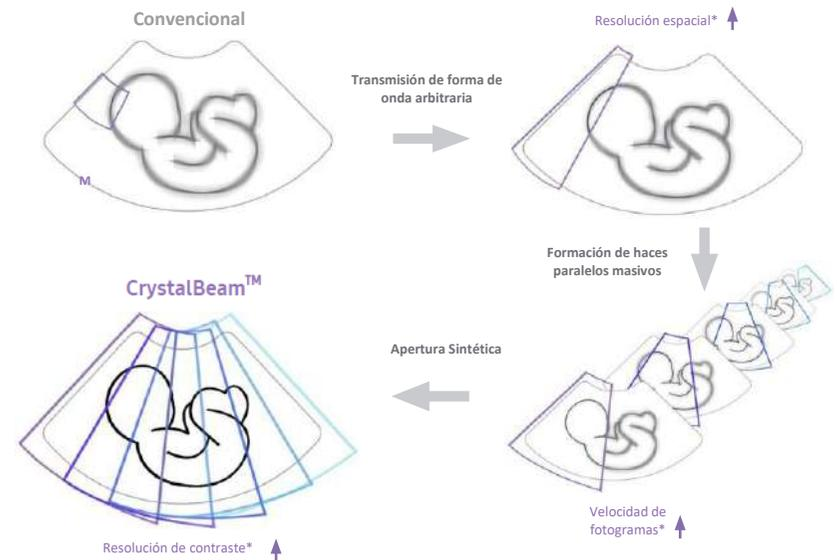 Convencional
Resolución espacial*
Transmisión de forma de
onda arbitraria
M
Formación de haces
paralelos masivos
CrystalBeam™
Apertura Sintética
Velocidad de
fotogramas*
Resolución de contraste*